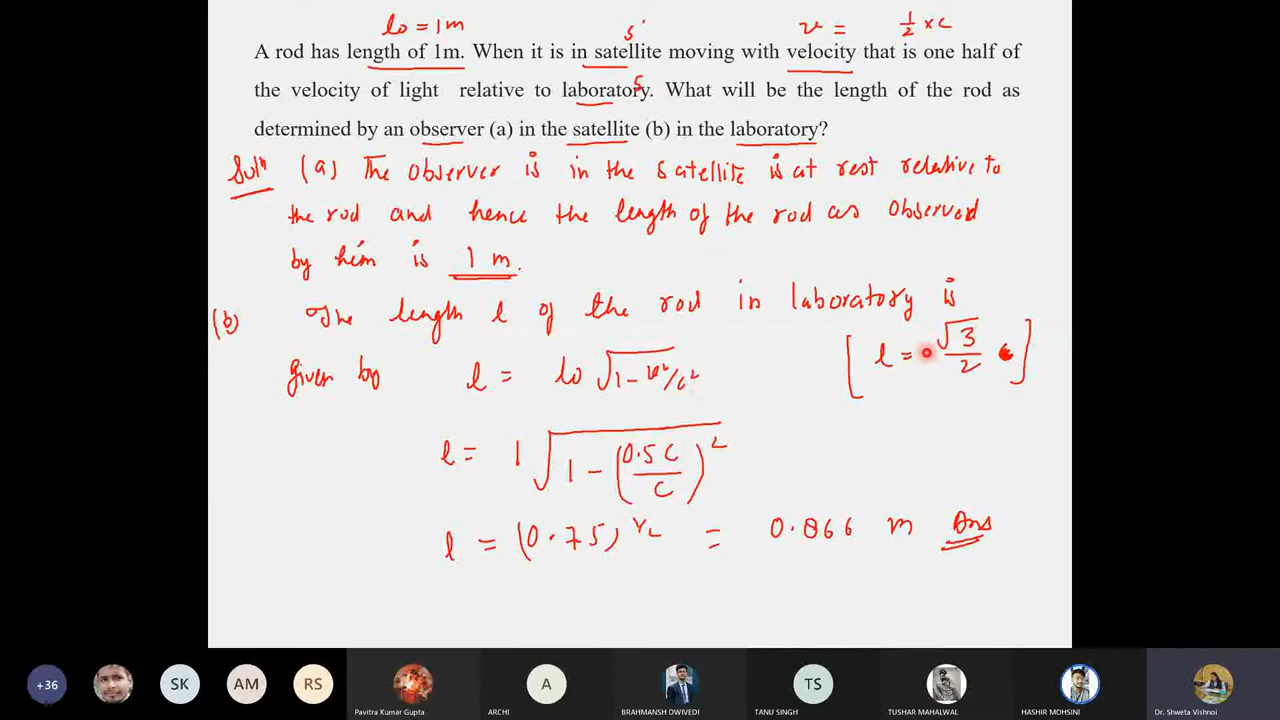 l0 = 1m
s'
v = 1/2 × c
A rod has length of 1m. When it is in satellite moving with velocity that is one half of
the velocity of light relative to laboratory. What will be the length of the rod as
s
determined by an observer (a) in the satellite (b) in the laboratory?
Solⁿ (a) The observer is in the satellite is at rest relative to
the rod and hence the length of the rod as observed
by him is 1 m.
(b) The length l of the rod in laboratory is
given by l = l0 √1 - v²/c²
[ l = √3/2 ]
l = 1 √1 - (0.5C/C)²
l = (0.75)^1/2 = 0.866 m Ans
+36
SK
AM
RS
Pavitra Kumar Gupta
A
ARCHI
BRAHMANSH DWIVEDI
TS
TANU SINGH
TUSHAR MAHALWAL
HASHIR MOHSINI
Dr. Shweta Vishnoi